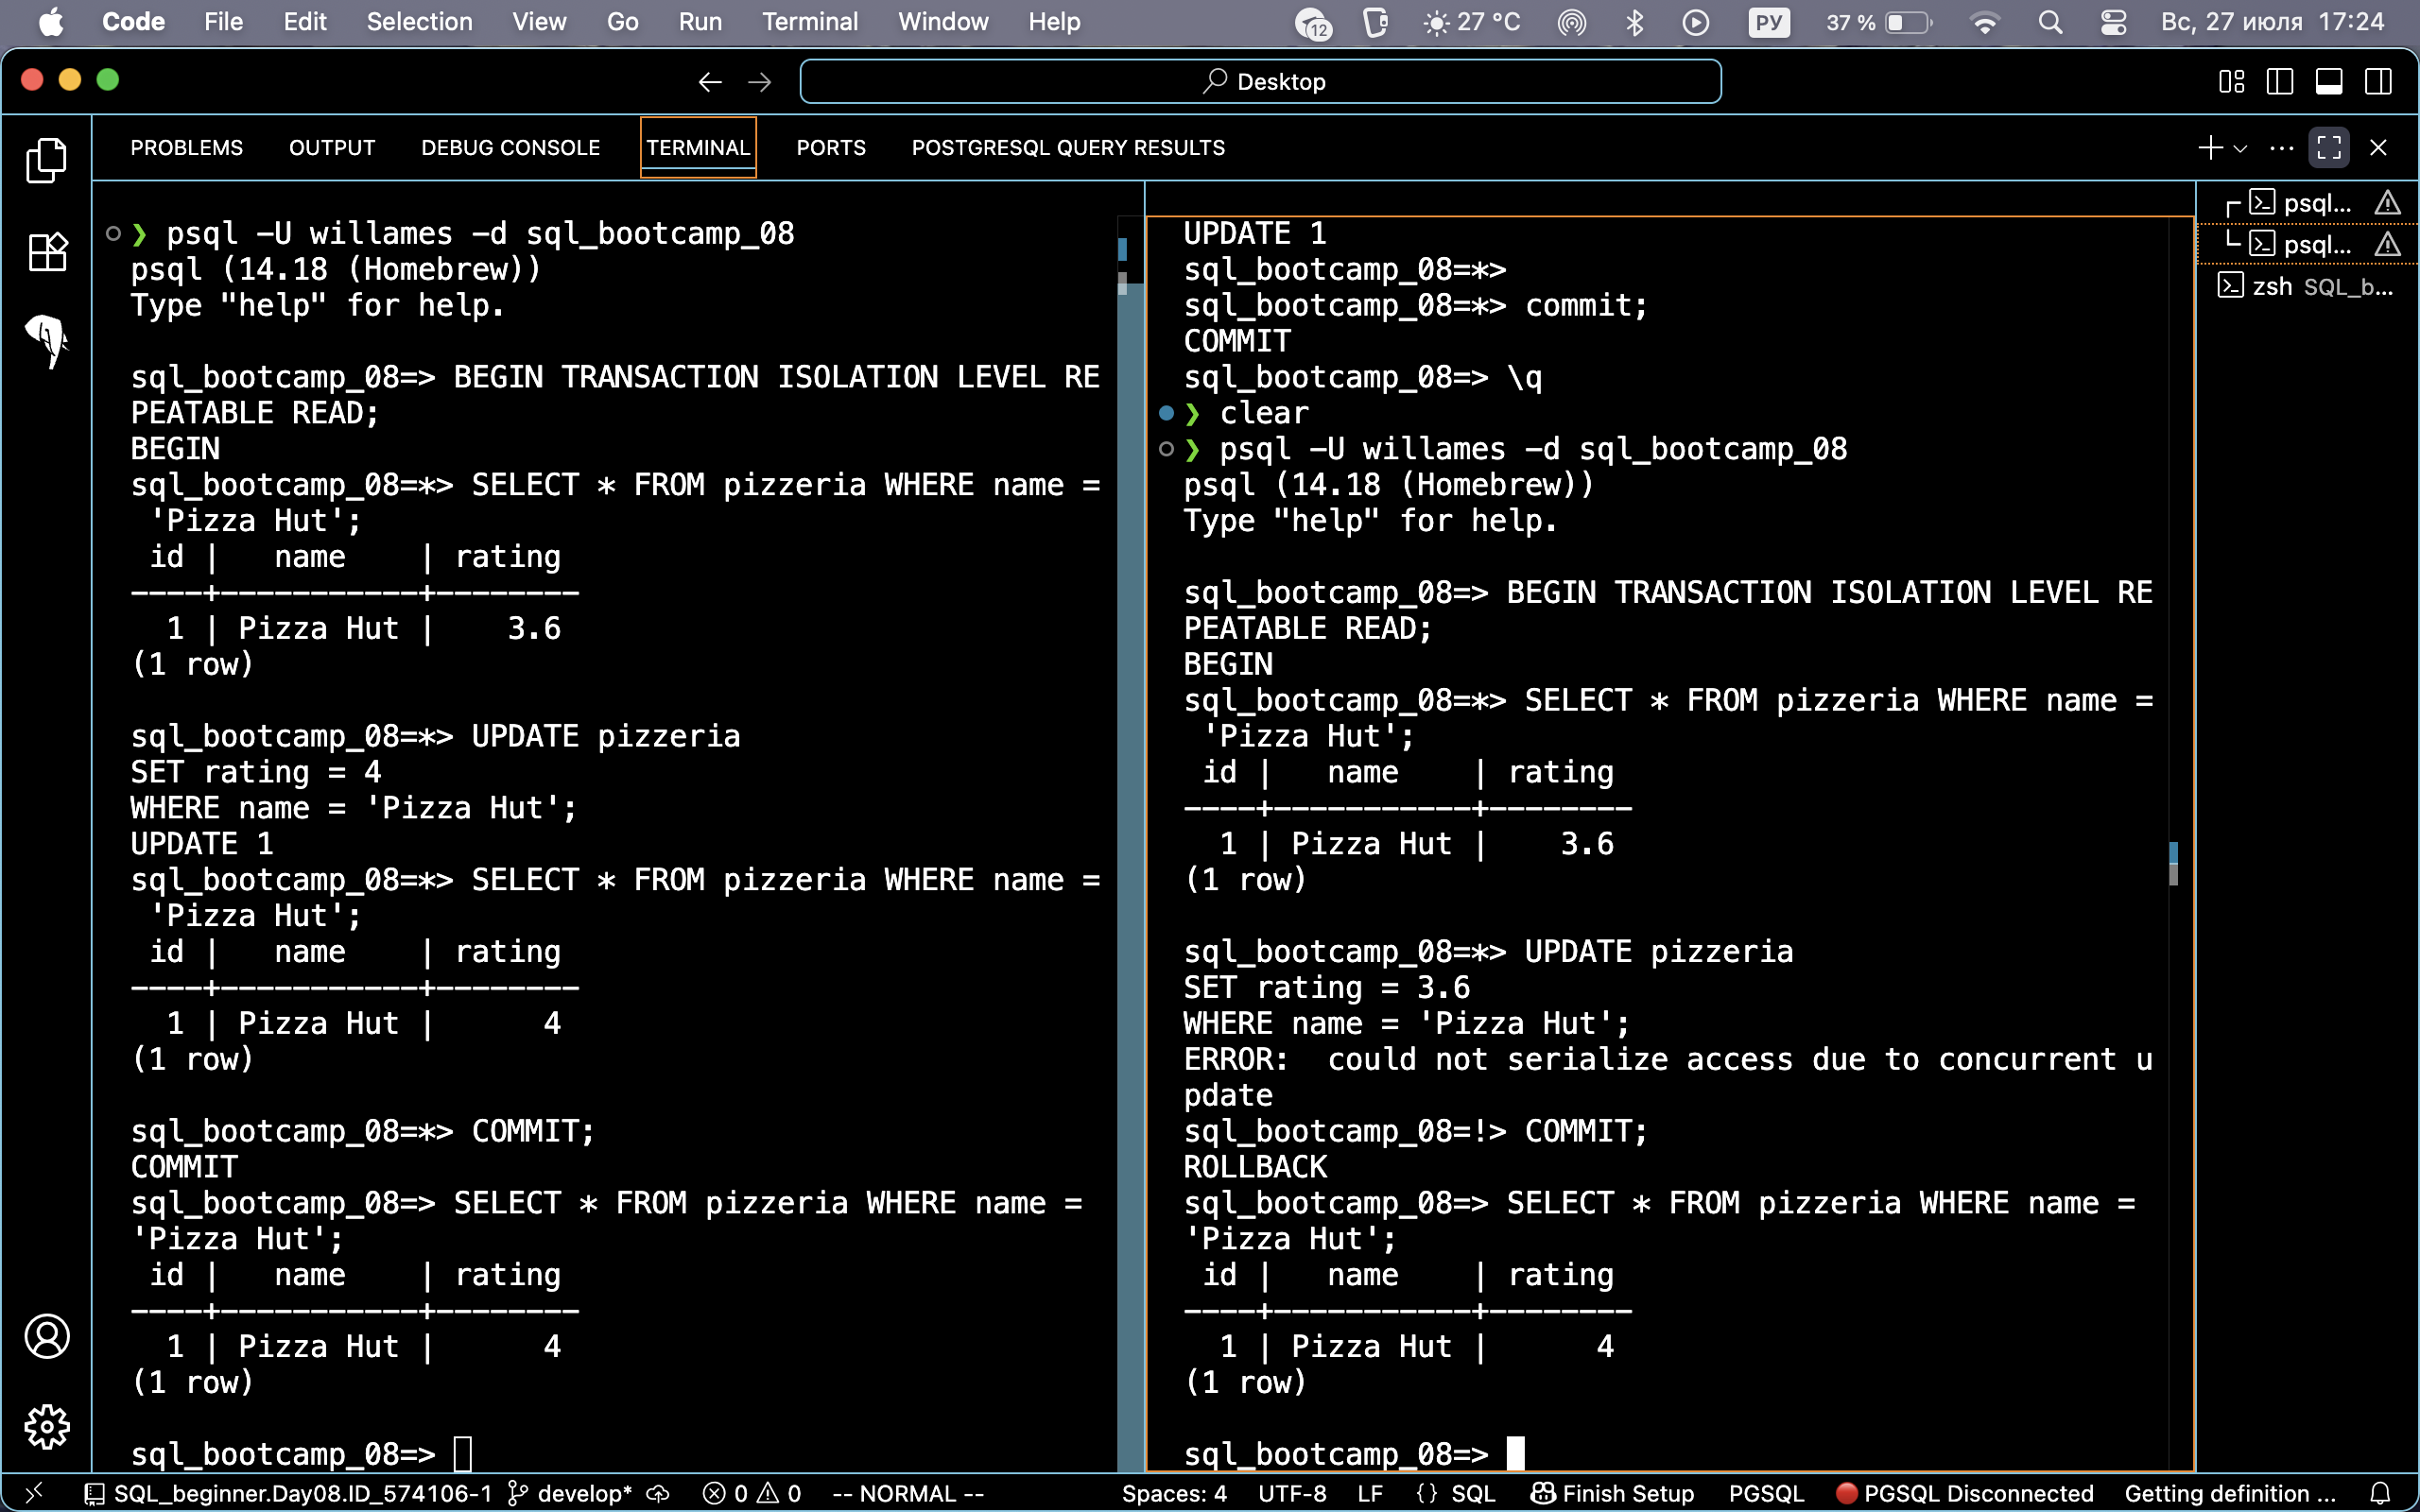 Code File Edit Selection View Go Run Terminal Window Help 12 27 °C РУ 37 % Вс, 27 июля 17:24
Desktop
PROBLEMS OUTPUT DEBUG CONSOLE TERMINAL PORTS POSTGRESQL QUERY RESULTS
❯ psql -U willames -d sql_bootcamp_08
psql (14.18 (Homebrew))
Type "help" for help.
sql_bootcamp_08=> BEGIN TRANSACTION ISOLATION LEVEL RE
PEATABLE READ;
BEGIN
sql_bootcamp_08=*> SELECT * FROM pizzeria WHERE name =
'Pizza Hut';
id | name | rating
----+-----------+--------
1 | Pizza Hut | 3.6
(1 row)
sql_bootcamp_08=*> UPDATE pizzeria
SET rating = 4
WHERE name = 'Pizza Hut';
UPDATE 1
sql_bootcamp_08=*> SELECT * FROM pizzeria WHERE name =
'Pizza Hut';
id | name | rating
----+-----------+--------
1 | Pizza Hut | 4
(1 row)
sql_bootcamp_08=*> COMMIT;
COMMIT
sql_bootcamp_08=> SELECT * FROM pizzeria WHERE name =
'Pizza Hut';
id | name | rating
----+-----------+--------
1 | Pizza Hut | 4
(1 row)
sql_bootcamp_08=>
UPDATE 1
sql_bootcamp_08=*>
sql_bootcamp_08=*> commit;
COMMIT
sql_bootcamp_08=> \q
❯ clear
❯ psql -U willames -d sql_bootcamp_08
psql (14.18 (Homebrew))
Type "help" for help.
sql_bootcamp_08=> BEGIN TRANSACTION ISOLATION LEVEL RE
PEATABLE READ;
BEGIN
sql_bootcamp_08=*> SELECT * FROM pizzeria WHERE name =
'Pizza Hut';
id | name | rating
----+-----------+--------
1 | Pizza Hut | 3.6
(1 row)
sql_bootcamp_08=*> UPDATE pizzeria
SET rating = 3.6
WHERE name = 'Pizza Hut';
ERROR:  could not serialize access due to concurrent u
pdate
sql_bootcamp_08=!> COMMIT;
ROLLBACK
sql_bootcamp_08=> SELECT * FROM pizzeria WHERE name =
'Pizza Hut';
id | name | rating
----+-----------+--------
1 | Pizza Hut | 4
(1 row)
sql_bootcamp_08=>
psql...
psql...
zsh SQL_b...
SQL_beginner.Day08.ID_574106-1 develop* 0 0 -- NORMAL -- Spaces: 4 UTF-8 LF {} SQL Finish Setup PGSQL PGSQL Disconnected Getting definition ...